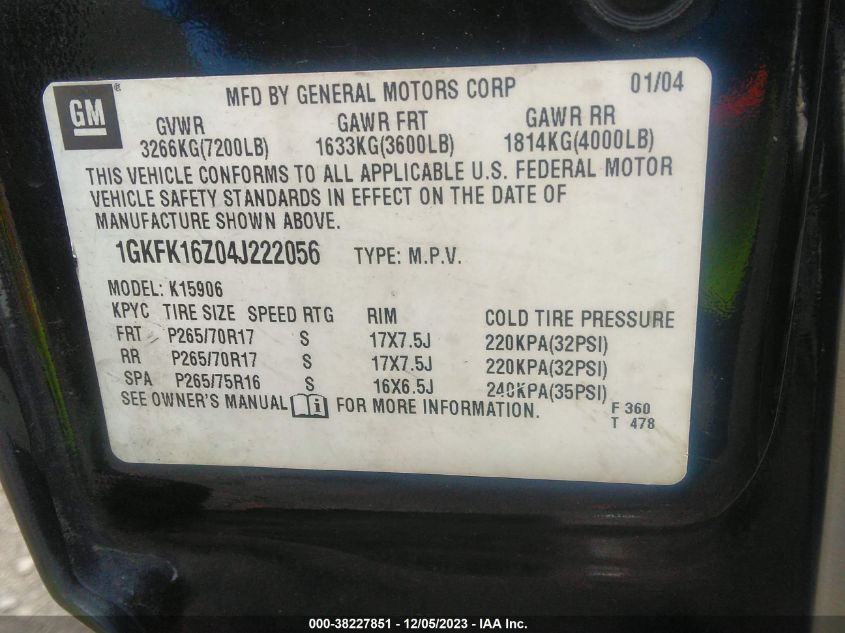 GM ® MFD BY GENERAL MOTORS CORP 01/04
GVWR GAWR FRT GAWR RR
3266KG(7200LB) 1633KG(3600LB) 1814KG(4000LB)
THIS VEHICLE CONFORMS TO ALL APPLICABLE U.S. FEDERAL MOTOR
VEHICLE SAFETY STANDARDS IN EFFECT ON THE DATE OF
MANUFACTURE SHOWN ABOVE.
1GKFK16Z04J222056 TYPE: M.P.V.
MODEL: K15906
KPYC TIRE SIZE SPEED RTG RIM COLD TIRE PRESSURE
FRT P265/70R17 S 17X7.5J 220KPA(32PSI)
RR P265/70R17 S 17X7.5J 220KPA(32PSI)
SPA P265/75R16 S 16X6.5J 240KPA(35PSI)
SEE OWNER'S MANUAL i FOR MORE INFORMATION. F 360
T 478
000-38227851 - 12/05/2023 - IAA Inc.